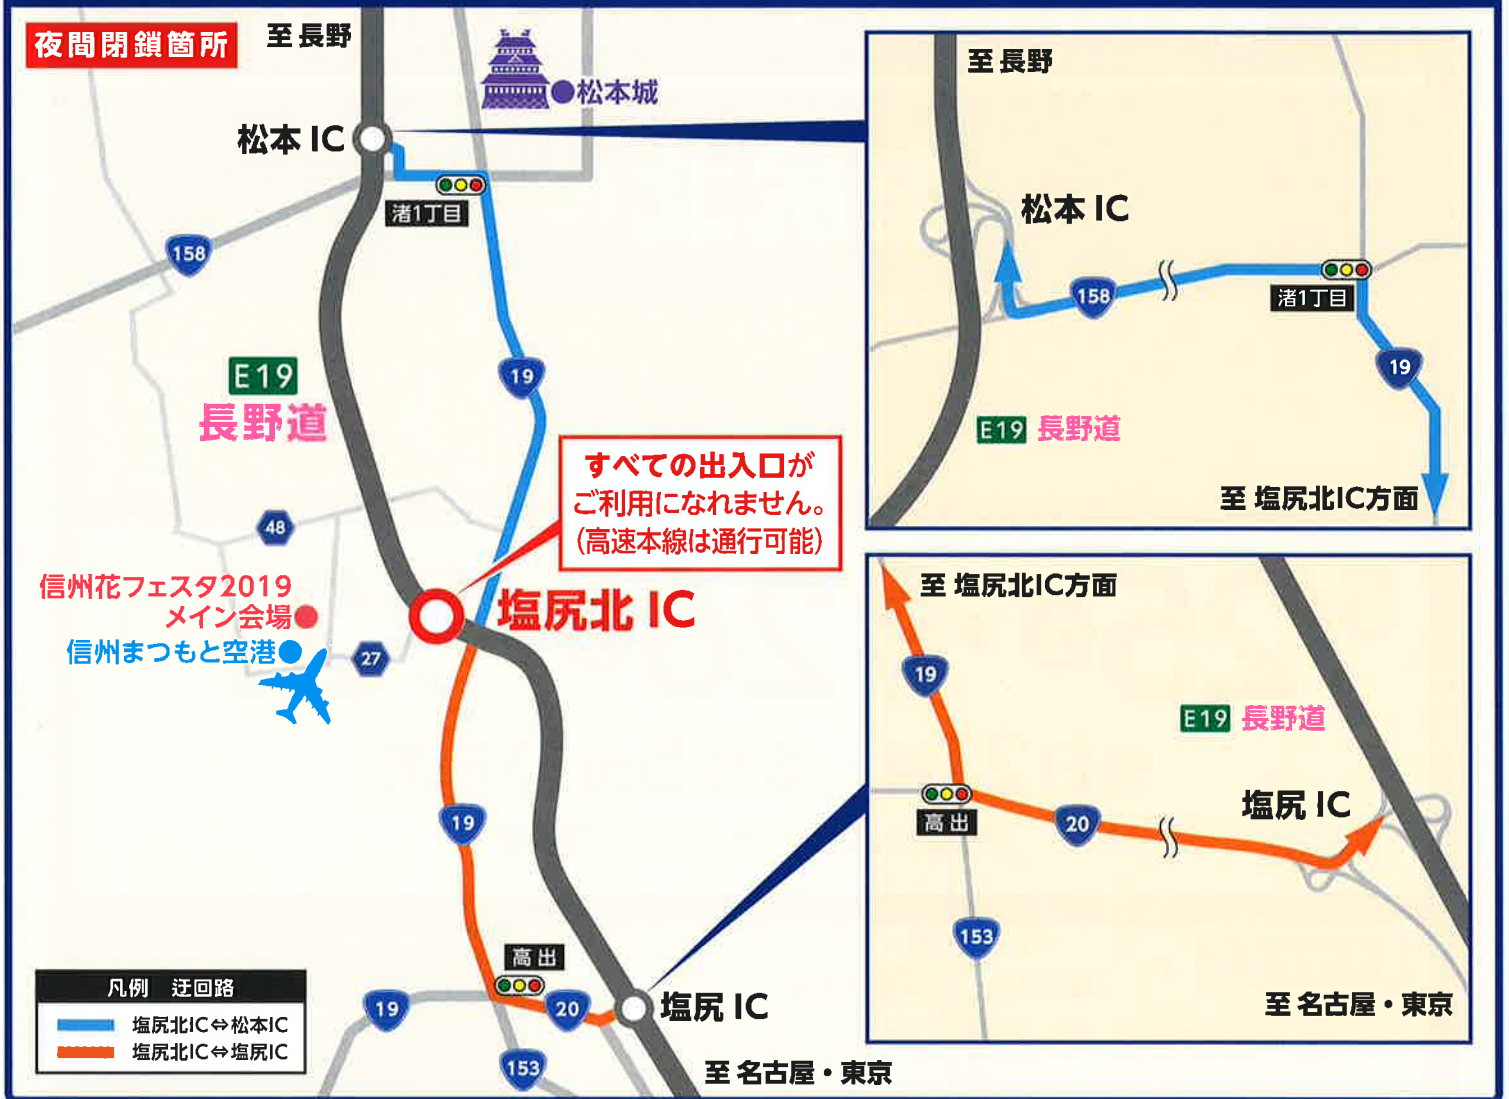 夜間閉鎖箇所
至 長野
松本城
松本 IC
渚1丁目
158
19
E19
長野道
すべての出入口が
ご利用になれません。
(高速本線は通行可能)
48
信州花フェスタ2019
メイン会場
信州まつもと空港
27
塩尻北 IC
19
高出
19
20
塩尻 IC
153
至 名古屋・東京
凡例 迂回路
塩尻北IC⇔松本IC
塩尻北IC⇔塩尻IC
至 長野
松本 IC
158
渚1丁目
19
E19 長野道
至 塩尻北IC方面
至 塩尻北IC方面
19
E19 長野道
高出
20
塩尻 IC
153
至 名古屋・東京